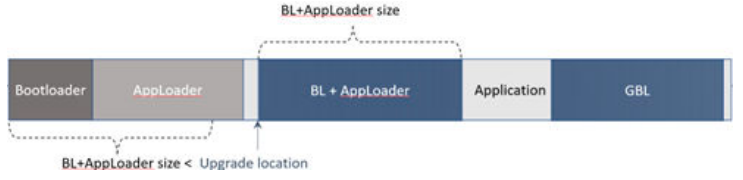 BL+AppLoader size
Bootloader AppLoader BL + AppLoader Application GBL
BL+AppLoader size < Upgrade location